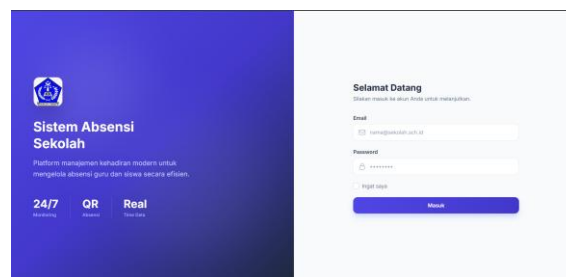 Sistem Absensi
Sekolah
Platform manajemen kehadiran modern untuk
mengelola absensi guru dan siswa secara efisien.
24/7
Monitoring
QR
Absensi
Real
Time Data
Selamat Datang
Silakan masuk ke akun Anda untuk melanjutkan.
Email
nama@sekolah.sch.id
Password
••••••••
Ingat saya
Masuk